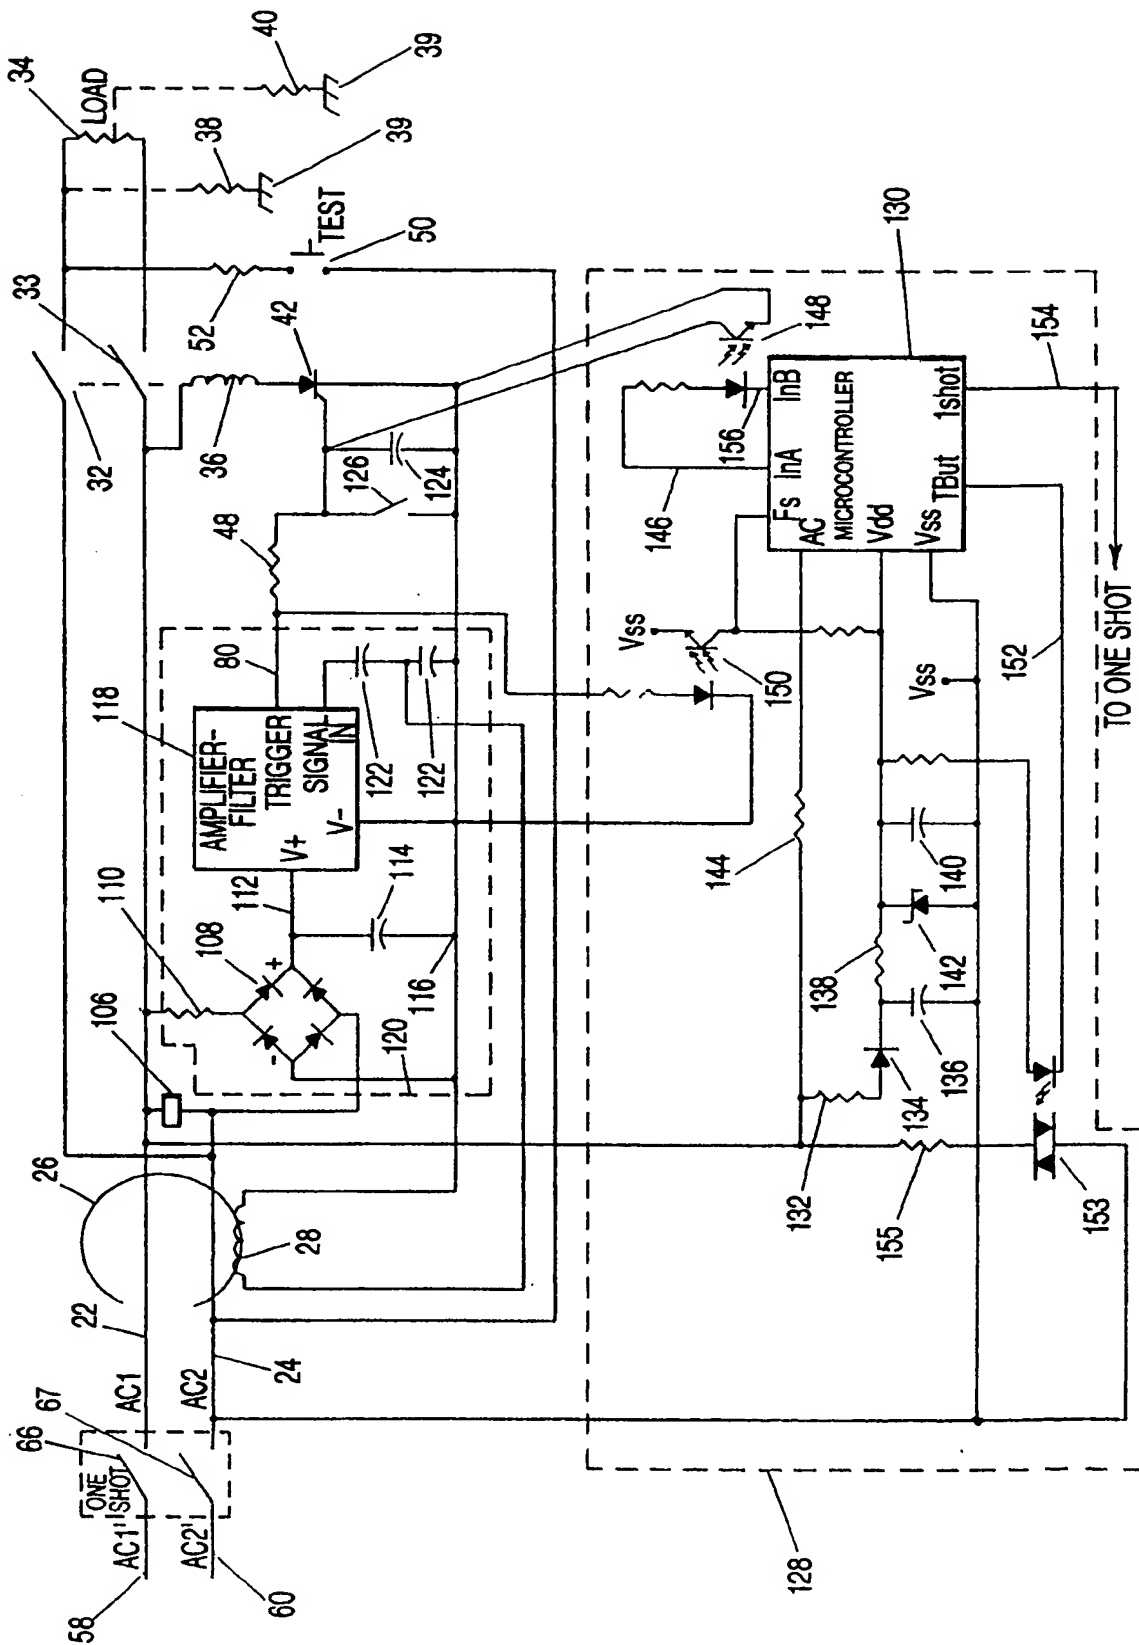 34
LOAD
40
39
38
39
33
32
TEST
50
52
42
36
126
124
48
80
118
AMPLIFIER-
FILTER
TRIGGER
SIGNAL
IN
V+
V-
122
122
112
114
110
108
+
-
106
116
120
26
28
22
24
AC1
AC2
67
66
ONE
SHOT
AC1'
AC2'
58
60
130
148
154
InB
156
InA
146
MICROCONTROLLER
Fs
AC
Vdd
Vss
TBut
1shot
Vss
150
Vss
152
TO ONE SHOT
144
140
142
138
136
134
132
155
153
128